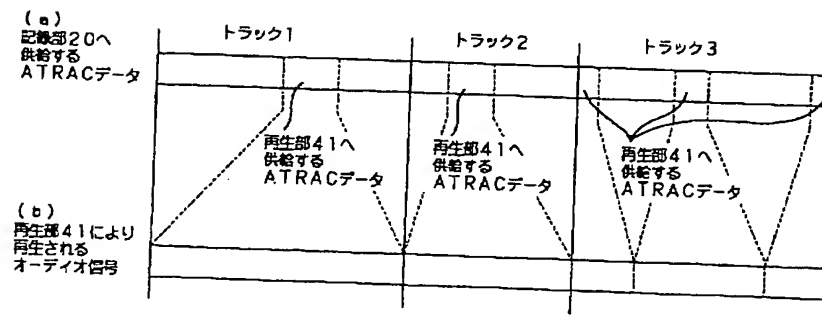 (a)
記録部20へ
供給する
ATRACデータ
トラック1
トラック2
トラック3
再生部41へ
供給する
ATRACデータ
再生部41へ
供給する
ATRACデータ
再生部41へ
供給する
ATRACデータ
(b)
再生部41により
再生される
オーディオ信号